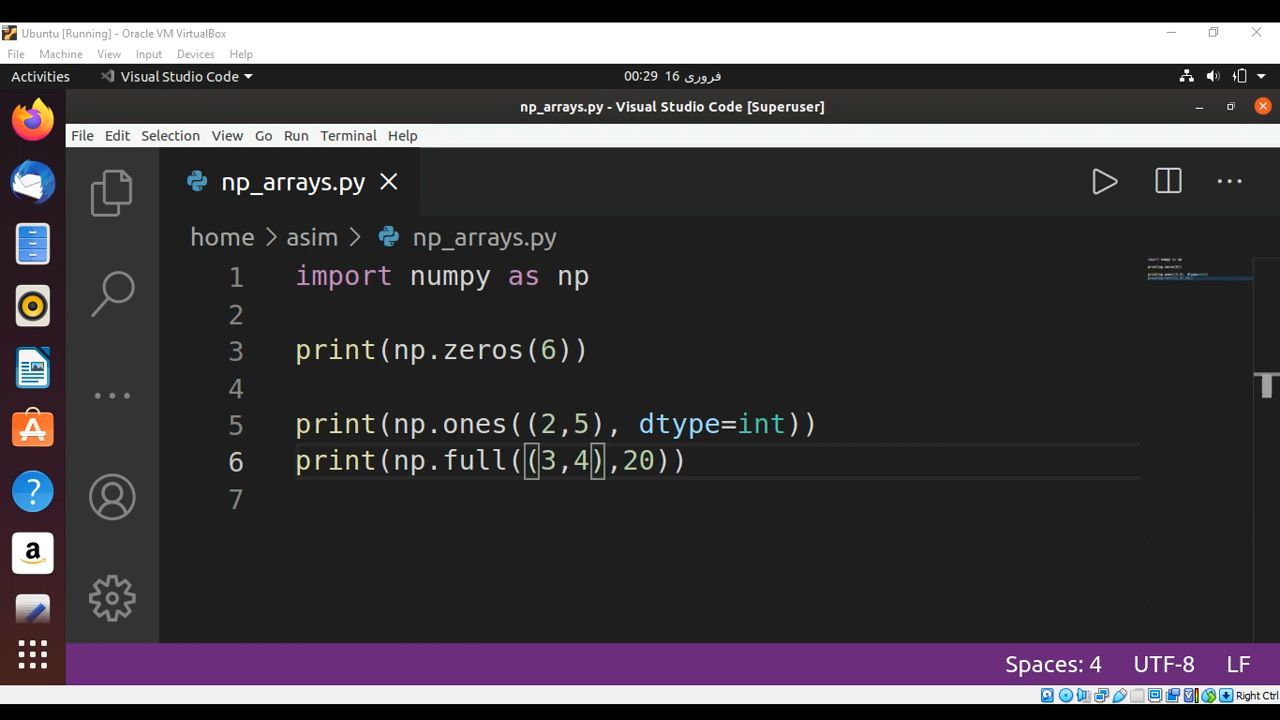 Ubuntu [Running] - Oracle VM VirtualBox
File Machine View Input Devices Help
Activities Visual Studio Code 00:29 16 فروری
np_arrays.py - Visual Studio Code [Superuser]
File Edit Selection View Go Run Terminal Help
np_arrays.py
home > asim > np_arrays.py
1 import numpy as np
2
3 print(np.zeros(6))
4
5 print(np.ones((2,5), dtype=int))
6 print(np.full((3,4),20))
7
Spaces: 4 UTF-8 LF
Right Ctrl